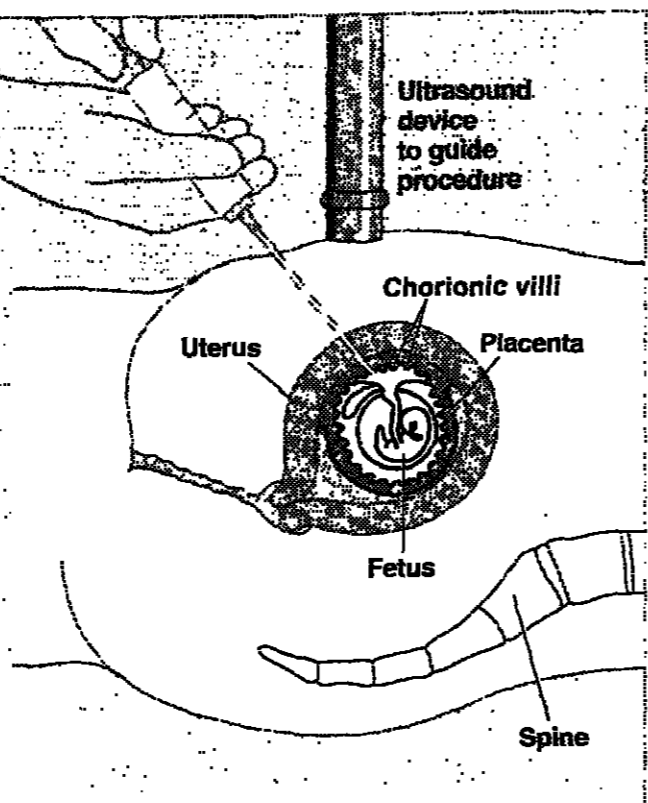 Ultrasound
device
to guide
procedure
Chorionic villi
Uterus
Placenta
Fetus
Spine